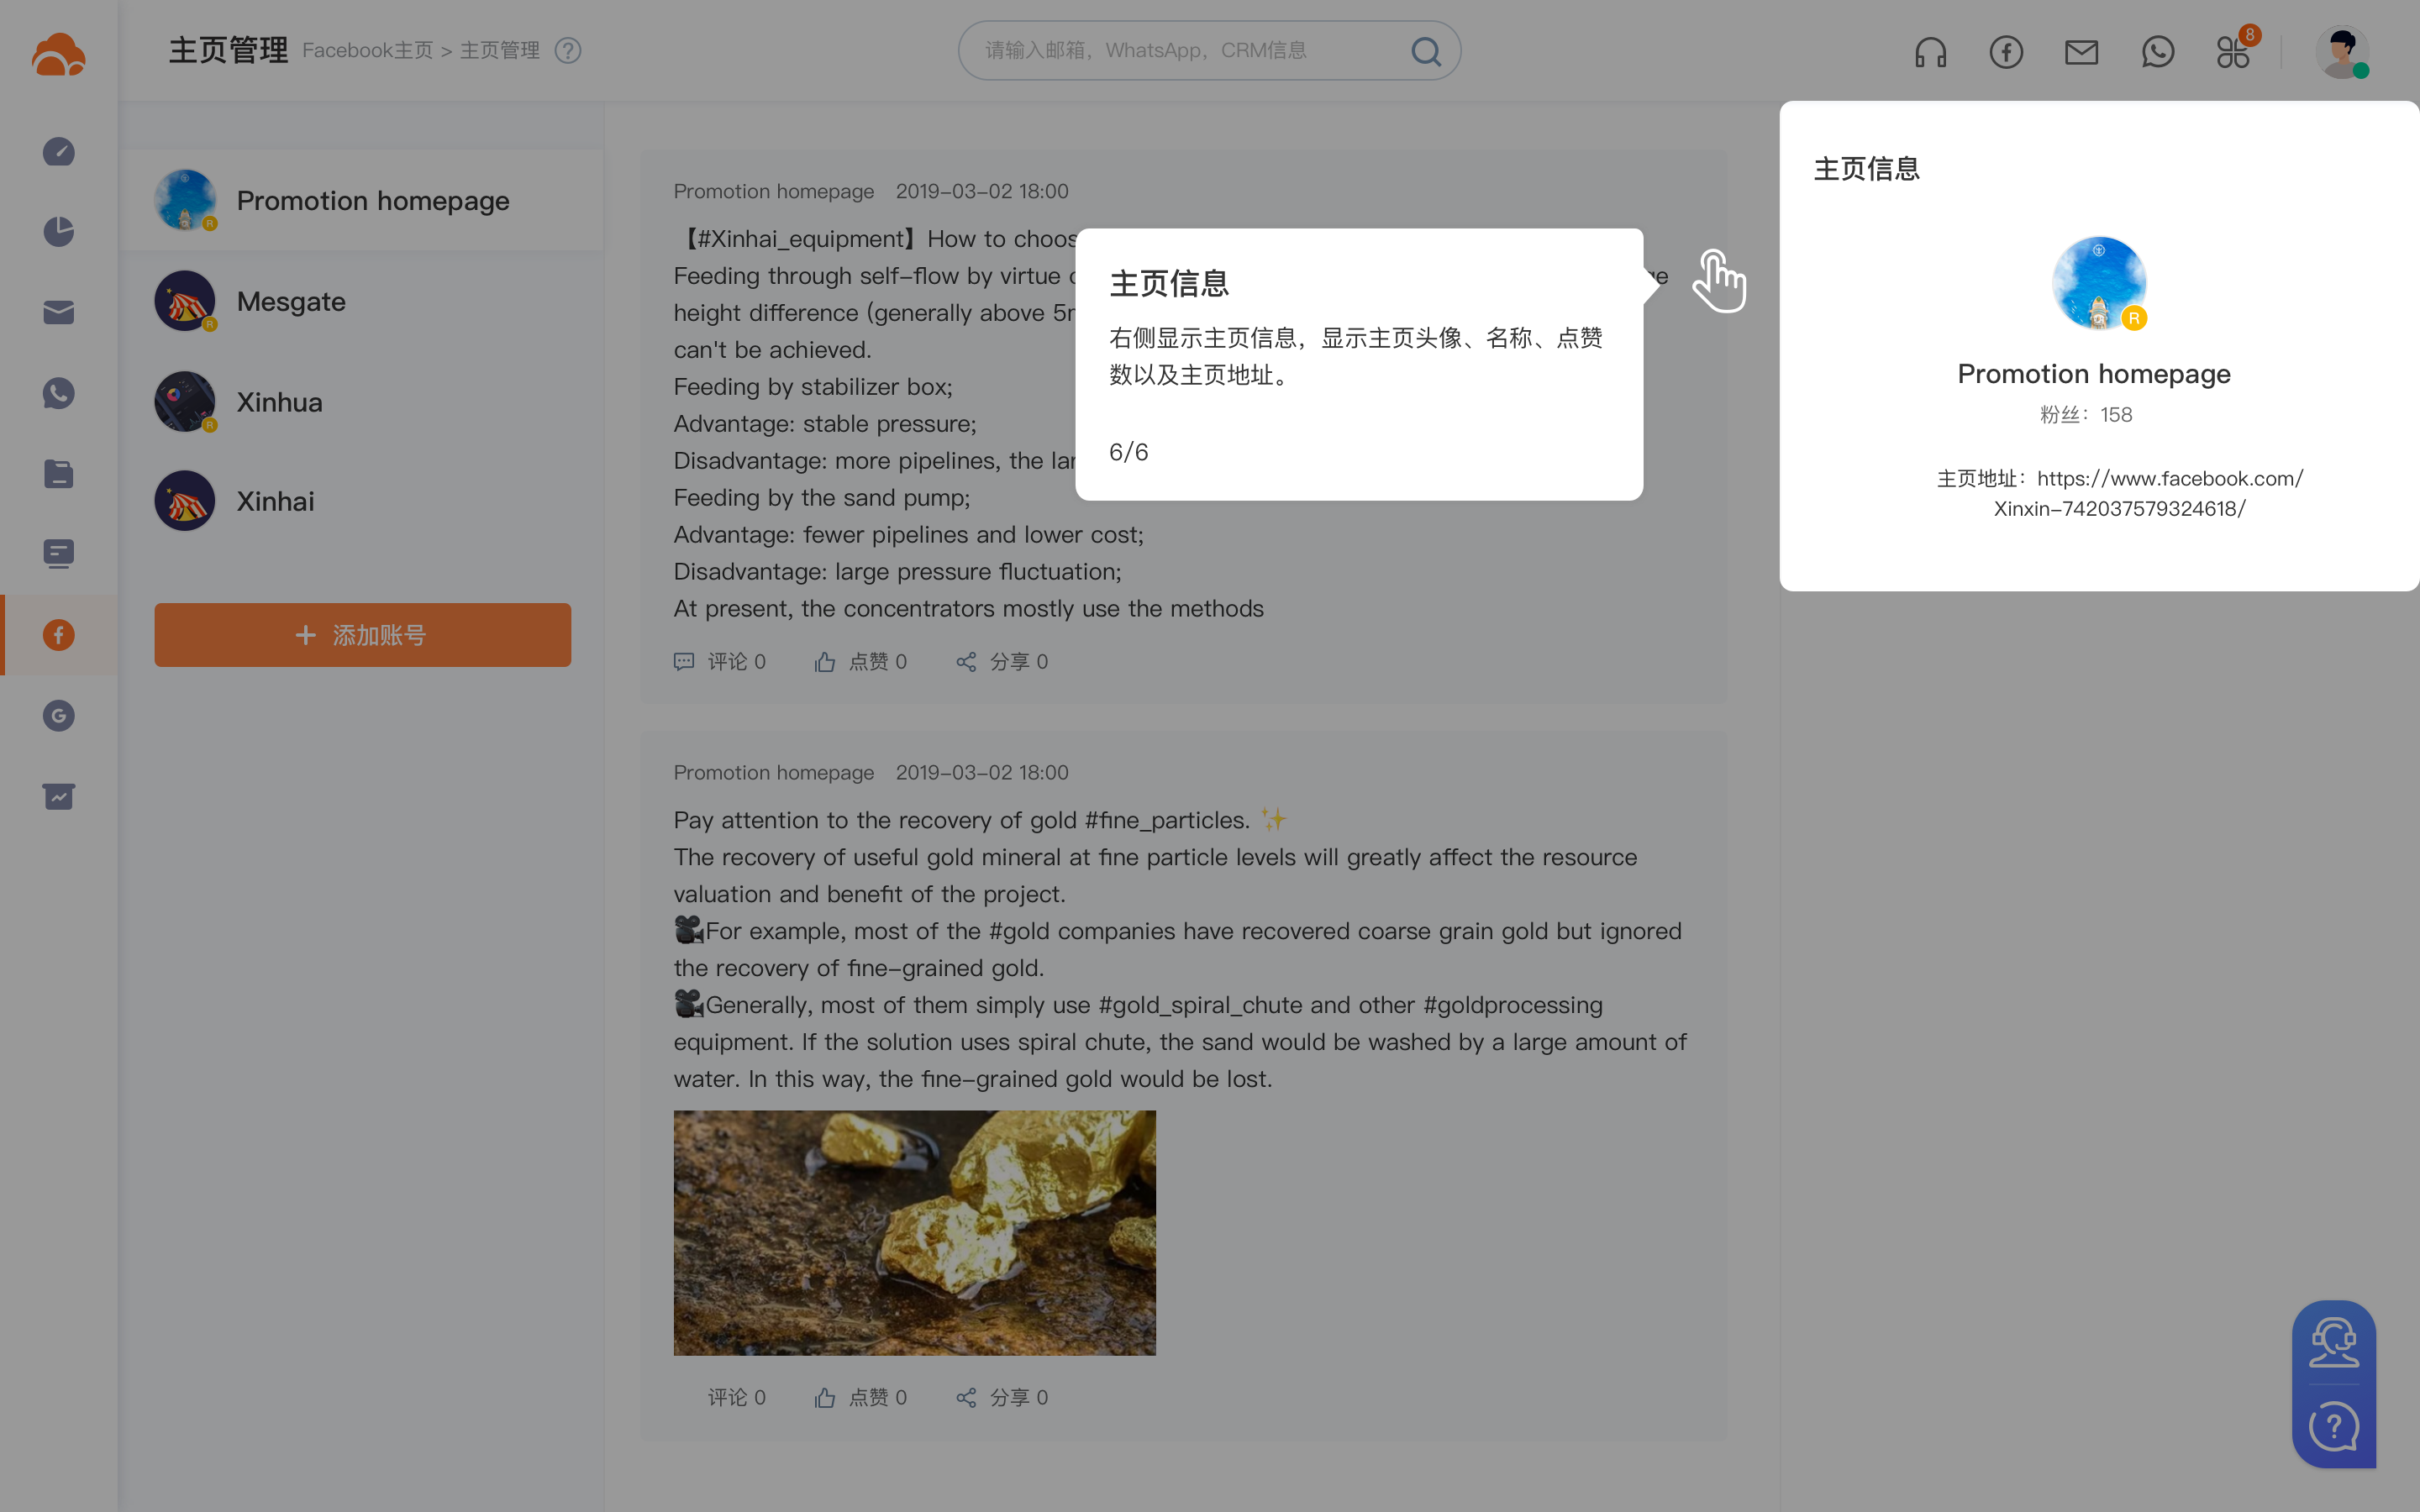 主页管理 Facebook主页 > 主页管理
请输入邮箱，WhatsApp，CRM信息
8
Promotion homepage
Mesgate
Xinhua
Xinhai
添加账号
Promotion homepage 2019-03-02 18:00
【#Xinhai_equipment】How to choos
Feeding through self-flow by virtue
height difference (generally above
can't be achieved.
Feeding by stabilizer box;
Advantage: stable pressure;
Disadvantage: more pipelines, the
Feeding by the sand pump;
Advantage: fewer pipelines and lower cost;
Disadvantage: large pressure fluctuation;
At present, the concentrators mostly use the methods
评论 0 点赞 0 分享 0
主页信息
右侧显示主页信息，显示主页头像、名称、点赞
数以及主页地址。
6/6
Promotion homepage 2019-03-02 18:00
Pay attention to the recovery of gold #fine_particles. ✨
The recovery of useful gold mineral at fine particle levels will greatly affect the resource
valuation and benefit of the project.
🎥For example, most of the #gold companies have recovered coarse grain gold but ignored
the recovery of fine-grained gold.
🎥Generally, most of them simply use #gold_spiral_chute and other #goldprocessing
equipment. If the solution uses spiral chute, the sand would be washed by a large amount of
water. In this way, the fine-grained gold would be lost.
评论 0 点赞 0 分享 0
主页信息
R
Promotion homepage
粉丝：158
主页地址：https://www.facebook.com/
Xinxin-742037579324618/